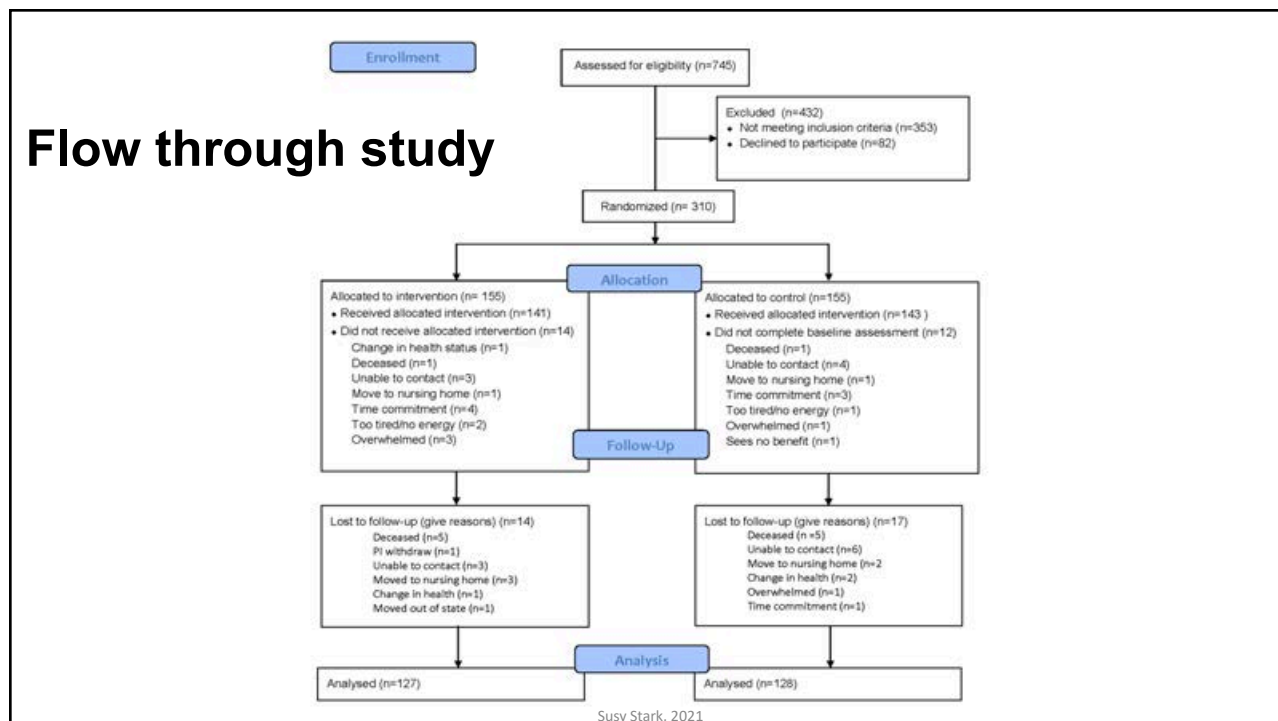 Flow through study
Enrollment
Assessed for eligibility (n=745)
Excluded (n=432)
• Not meeting inclusion criteria (n=353)
• Declined to participate (n=82)
Randomized (n= 310)
Allocation
Allocated to intervention (n= 155)
• Received allocated intervention (n=141)
• Did not receive allocated intervention (n=14)
Change in health status (n=1)
Deceased (n=1)
Unable to contact (n=3)
Move to nursing home (n=1)
Time commitment (n=4)
Too tired/no energy (n=2)
Overwhelmed (n=3)
Allocated to control (n=155)
• Received allocated intervention (n=143 )
• Did not complete baseline assessment (n=12)
Deceased (n=1)
Unable to contact (n=4)
Move to nursing home (n=1)
Time commitment (n=3)
Too tired/no energy (n=1)
Overwhelmed (n=1)
Sees no benefit (n=1)
Follow-Up
Lost to follow-up (give reasons) (n=14)
Deceased (n=5)
PI withdraw (n=1)
Unable to contact (n=3)
Moved to nursing home (n=3)
Change in health (n=1)
Moved out of state (n=1)
Lost to follow-up (give reasons) (n=17)
Deceased (n =5)
Unable to contact (n=6)
Move to nursing home (n=2
Change in health (n=2)
Overwhelmed (n=1)
Time commitment (n=1)
Analysis
Analysed (n=127)
Analysed (n=128)
Susy Stark, 2021